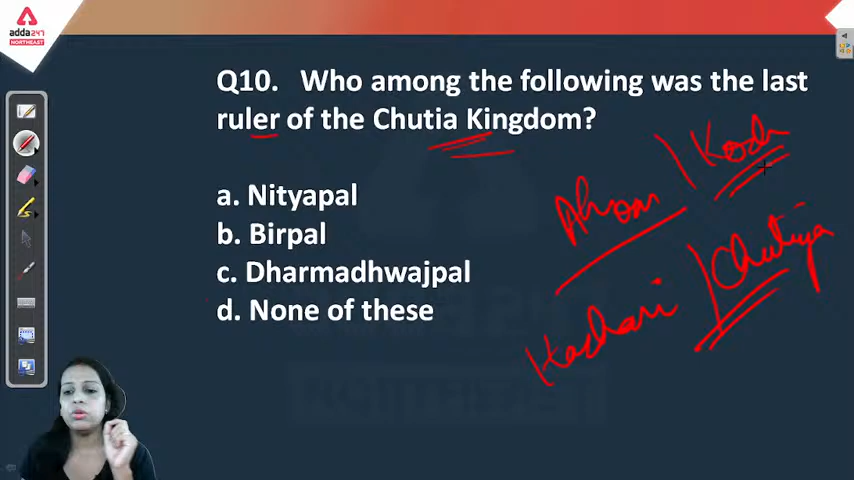 adda247
NORTHEAST
Q10. Who among the following was the last
ruler of the Chutia Kingdom?
a. Nityapal
b. Birpal
c. Dharmadhwajpal
d. None of these
Ahom | Koch
Kachari | Chutiya